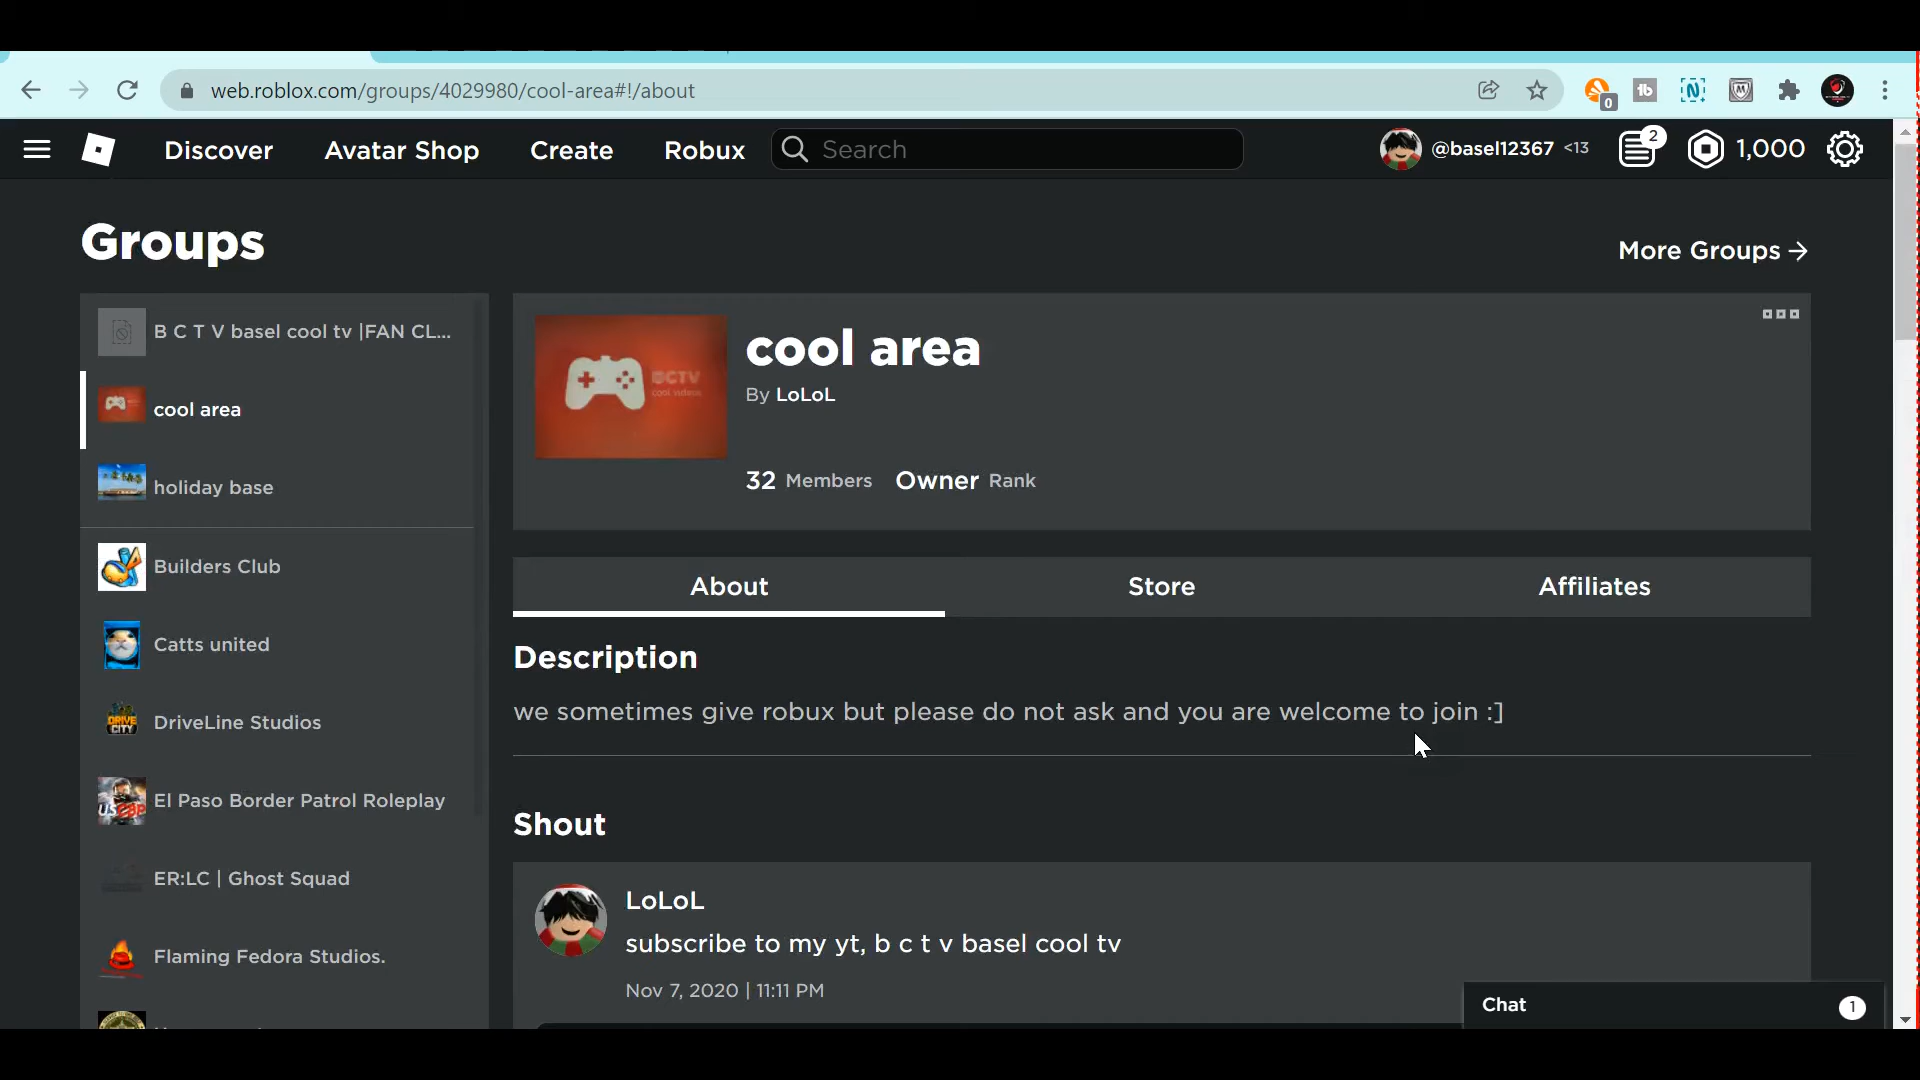 web.roblox.com/groups/4029980/cool-area#!/about
0
Discover
Avatar Shop
Create
Robux
Search
@basel12367 <13
2
1,000
Groups
More Groups →
B C T V basel cool tv |FAN CL...
cool area
holiday base
Builders Club
Catts united
DriveLine Studios
El Paso Border Patrol Roleplay
ER:LC | Ghost Squad
Flaming Fedora Studios.
BCTV
cool videos
cool area
By LoLoL
32 Members Owner Rank
About
Store
Affiliates
Description
we sometimes give robux but please do not ask and you are welcome to join :]
Shout
LoLoL
subscribe to my yt, b c t v basel cool tv
Nov 7, 2020 | 11:11 PM
Chat
1